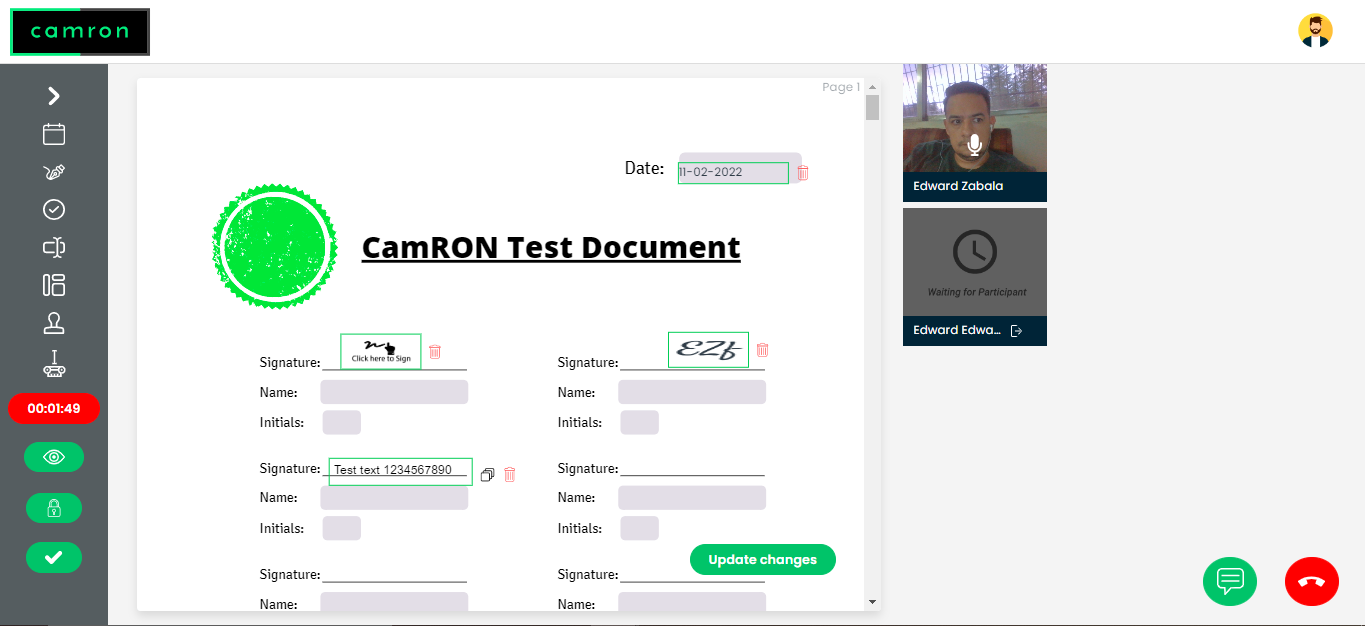 camron
Page 1
Date: 11-02-2022
CamRON Test Document
Click here to Sign
EZf
Signature: Signature:
Name: Name:
Initials: Initials:
Signature: Test text 1234567890 Signature:
Name: Name:
Initials: Initials:
Signature: Signature:
Name: Name:
Update changes
00:01:49
Edward Zabala
Waiting for Participant
Edward Edwa...